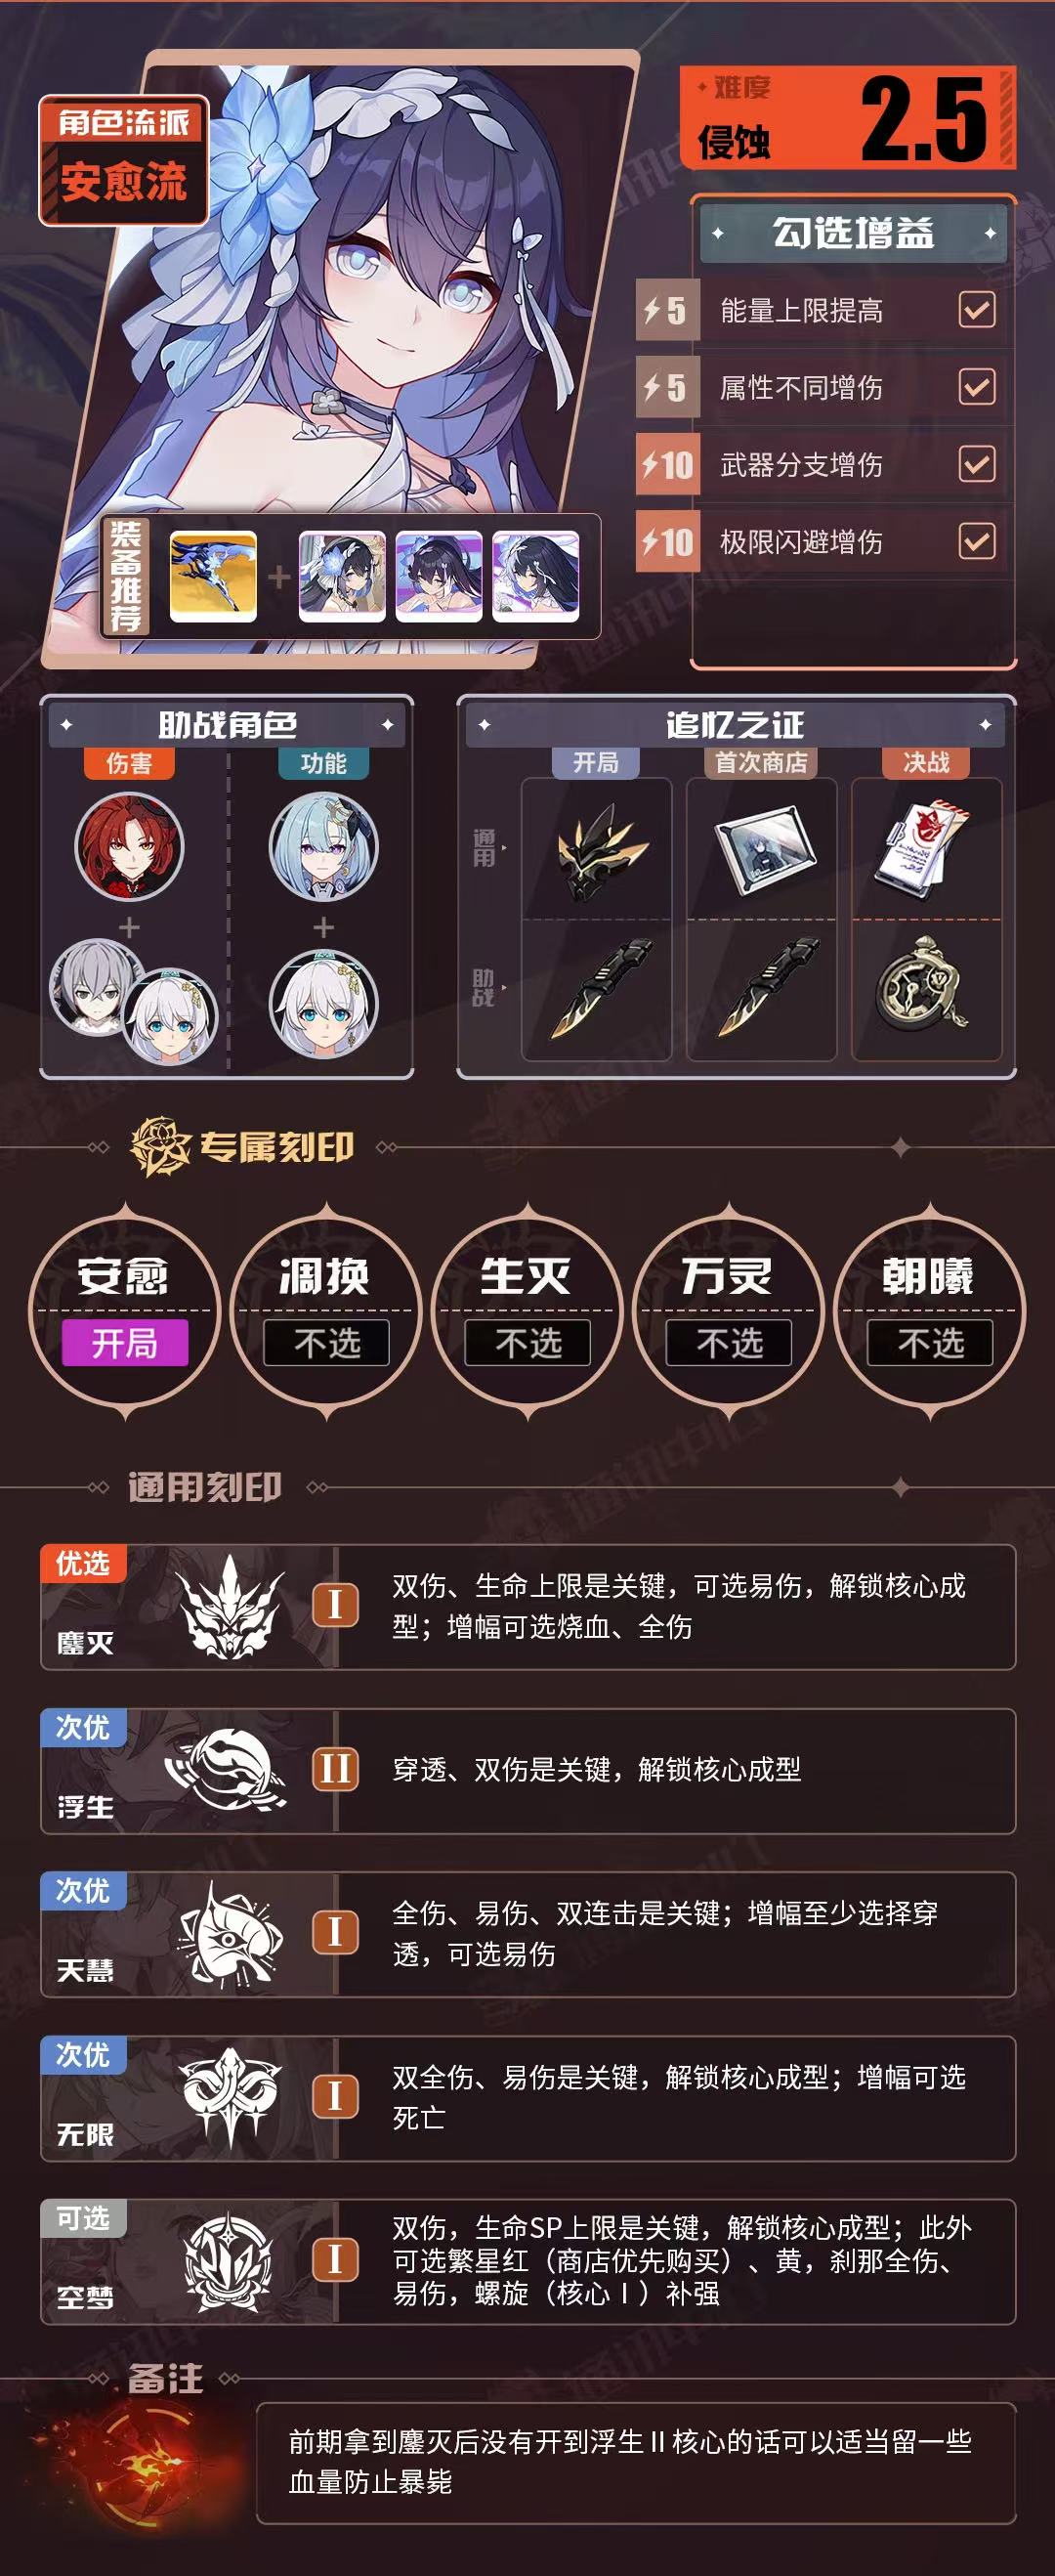 角色流派
安愈流
难度
侵蚀
2.5
勾选增益
5
能量上限提高
5
属性不同增伤
10
武器分支增伤
10
极限闪避增伤
装备推荐
+
助战角色
伤害
功能
+
+
追忆之证
开局
首次商店
决战
通用
助战
专属刻印
安愈
开局
凋换
不选
生灭
不选
万灵
不选
朝曦
不选
通用刻印
优选
鏖灭
I
双伤、生命上限是关键，可选易伤，解锁核心成
型；增幅可选烧血、全伤
次优
浮生
II
穿透、双伤是关键，解锁核心成型
次优
天慧
I
全伤、易伤、双连击是关键；增幅至少选择穿
透，可选易伤
次优
无限
I
双全伤、易伤是关键，解锁核心成型；增幅可选
死亡
可选
空梦
I
双伤，生命SP上限是关键，解锁核心成型；此外
可选繁星红（商店优先购买）、黄，刹那全伤、
易伤，螺旋（核心Ⅰ）补强
备注
前期拿到鏖灭后没有开到浮生Ⅱ核心的话可以适当留一些
血量防止暴毙